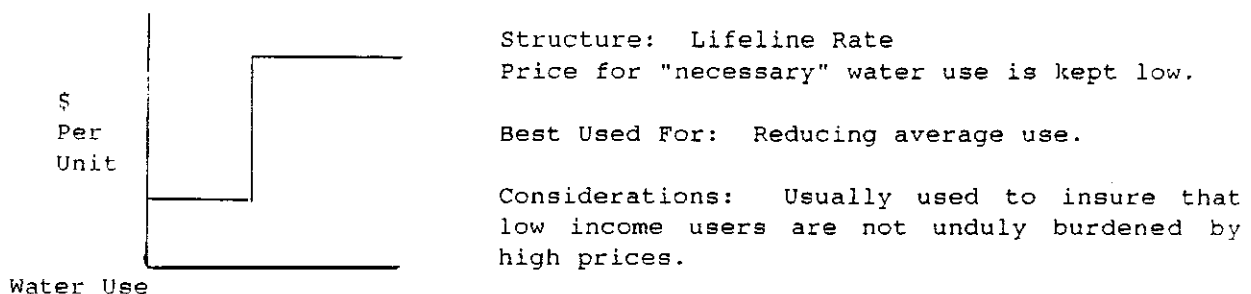 $
Per
Unit
Water Use
Structure: Lifeline Rate
Price for "necessary" water use is kept low.
Best Used For: Reducing average use.
Considerations: Usually used to insure that
low income users are not unduly burdened by
high prices.